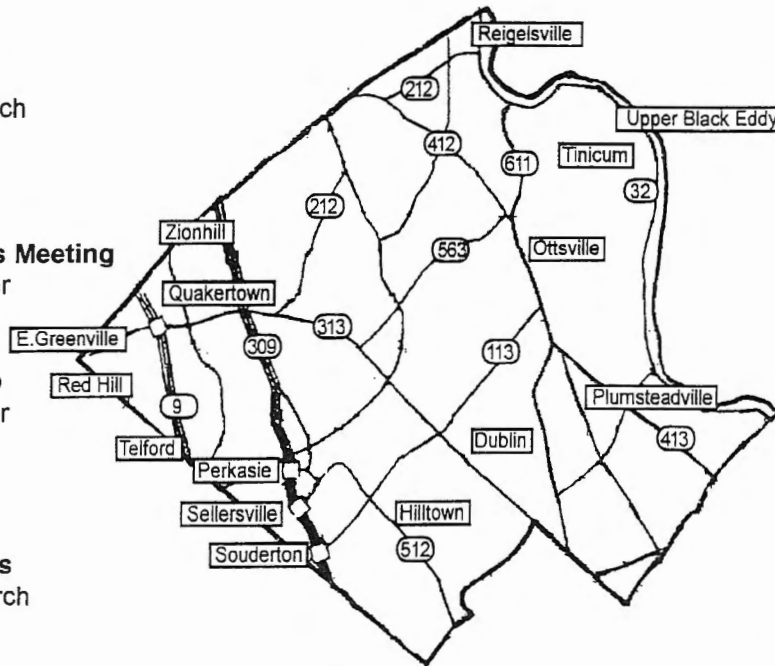 ch
s Meeting
r
r
s
rch
Reigelsville
212
Upper Black Eddy
412
611
Tinicum
32
212
Zionhill
563
Ottsville
Quakertown
E.Greenville
313
309
113
Red Hill
9
Plumsteadville
Telford
Dublin
413
Perkasie
Sellersville
Hilltown
Souderton
512